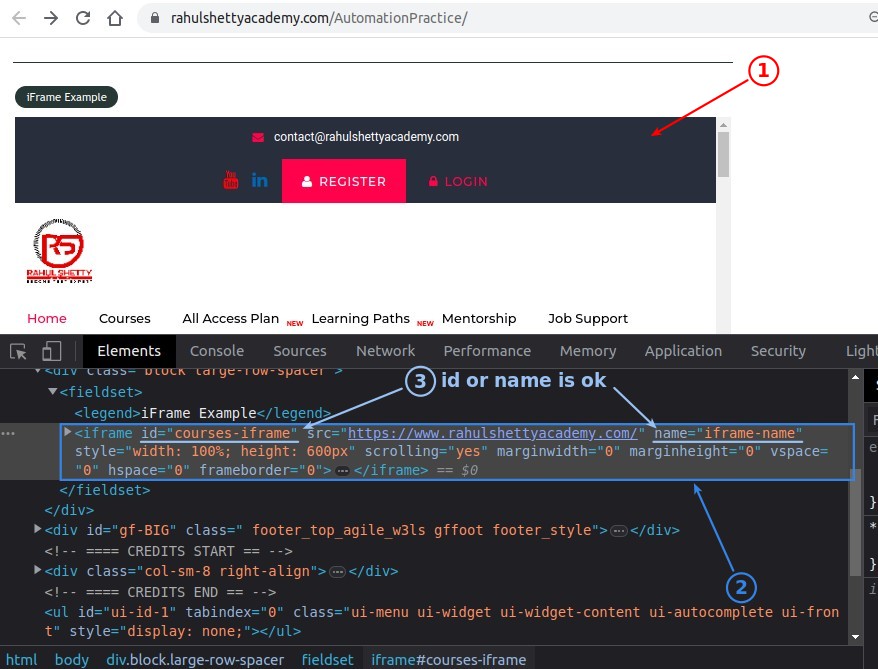 rahulshettyacademy.com/AutomationPractice/
1
iFrame Example
contact@rahulshettyacademy.com
You Tube in REGISTER LOGIN
RS
RAHUL SHETTY
Home Courses All Access Plan NEW Learning Paths NEW Mentorship Job Support
Elements Console Sources Network Performance Memory Application Security Light
<div class="block large-row-spacer">
3 id or name is ok
<fieldset>
<legend>iFrame Example</legend>
<iframe id="courses-iframe" src="https://www.rahulshettyacademy.com/" name="iframe-name"
style="width: 100%; height: 600px" scrolling="yes" marginwidth="0" marginheight="0" vspace=
"0" hspace="0" frameborder="0"> … </iframe> == $0
</fieldset>
</div>
<div id="gf-BIG" class=" footer_top_agile_w3ls gffoot footer_style"> … </div>
<!-- ==== CREDITS START == -->
<div class="col-sm-8 right-align"> … </div>
<!-- ==== CREDITS END == -->
2
<ul id="ui-id-1" tabindex="0" class="ui-menu ui-widget ui-widget-content ui-autocomplete ui-fron
t" style="display: none;"></ul>
html body div.block.large-row-spacer fieldset iframe#courses-iframe